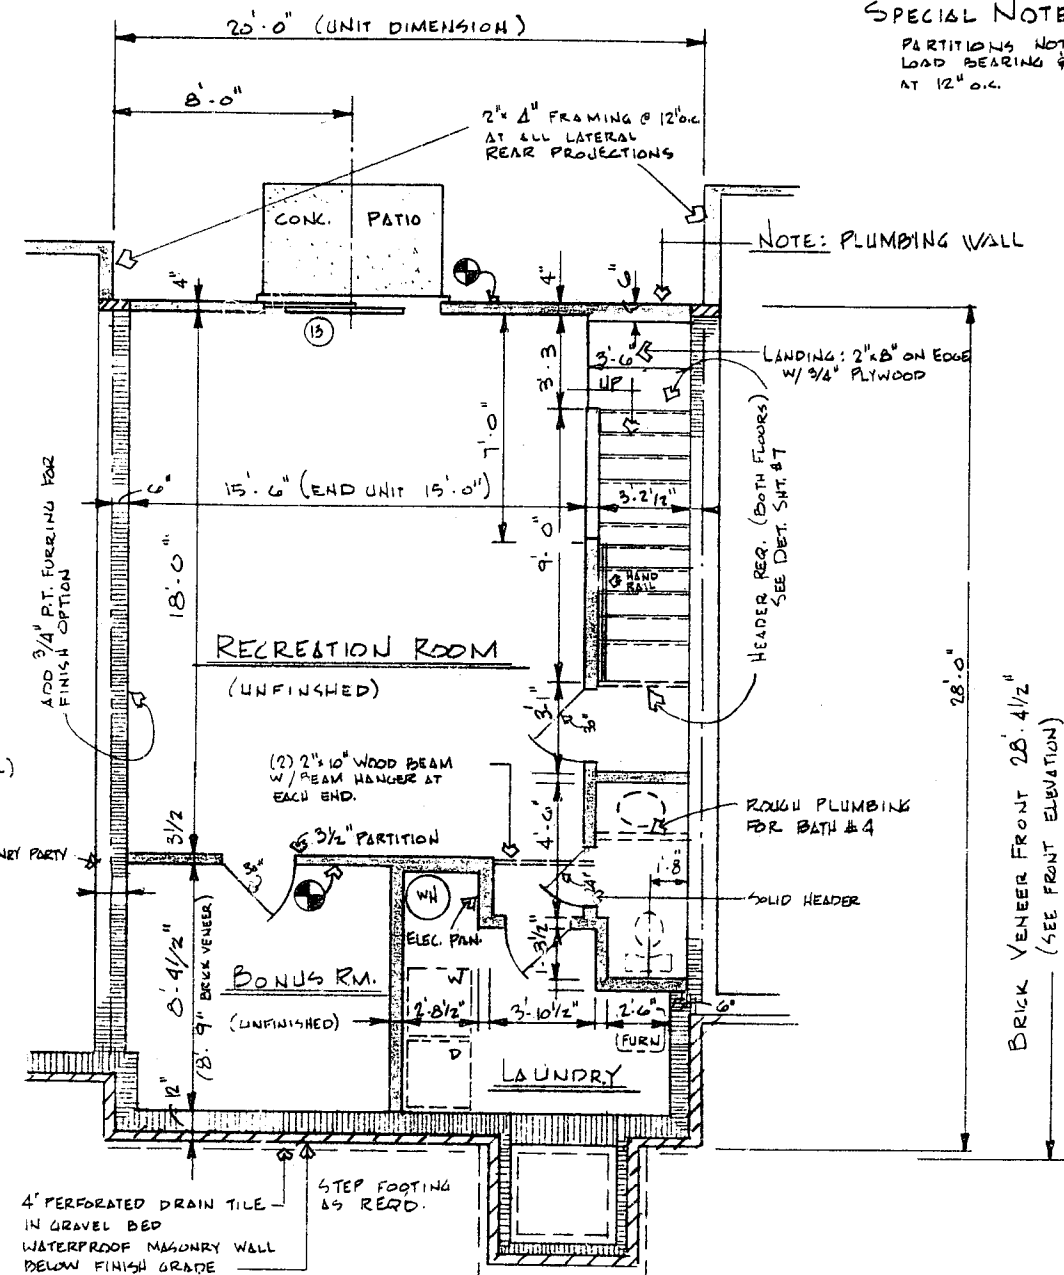 SPECIAL NOTE
PARTITIONS NOT
LOAD BEARING &
AT 12" O.C.
20'-0" (UNIT DIMENSION)
8'-0"
2"x 4" FRAMING @ 12" O.C.
AT ALL LATERAL
REAR PROJECTIONS
CONC. PATIO
NOTE: PLUMBING WALL
4"
4"
6"
13
3'-3
3'-6"
UP
LANDING: 2"x8" ON EDGE
W/ 3/4" PLYWOOD
7'-0"
6"
15'-6" (END UNIT 15'-0")
3'-2 1/2"
HEADER REQ. (BOTH FLOORS)
SEE DET. SHT. #7
ADD 3/4" P.T. FURRING FOR
FINISH OPTION
18'-0"
9'-0"
HAND
RAIL
RECREATION ROOM
(UNFINSHED)
28'-0"
BRICK VENEER FRONT 28'-4 1/2"
(SEE FRONT ELEVATION)
3'-1"
(2) 2"x10" WOOD BEAM
W/ BEAM HANGER AT
EACH END.
4'-6"
ROUGH PLUMBING
FOR BATH #4
3 1/2
3 1/2" PARTITION
NRY PARTY
1'-8"
WH
SOLID HEADER
ELEC. PAN.
8'-4 1/2"
(8'-9" BRICK VENEER)
BONUS RM.
(UNFINISHED)
1'-3 1/2"
W
2'-8 1/2"
3'-10 1/2"
2'-6"
6"
FURN
D
LAUNDRY
12"
4" PERFORATED DRAIN TILE
IN GRAVEL BED
WATERPROOF MASONRY WALL
BELOW FINISH GRADE
STEP FOOTING
AS REQD.